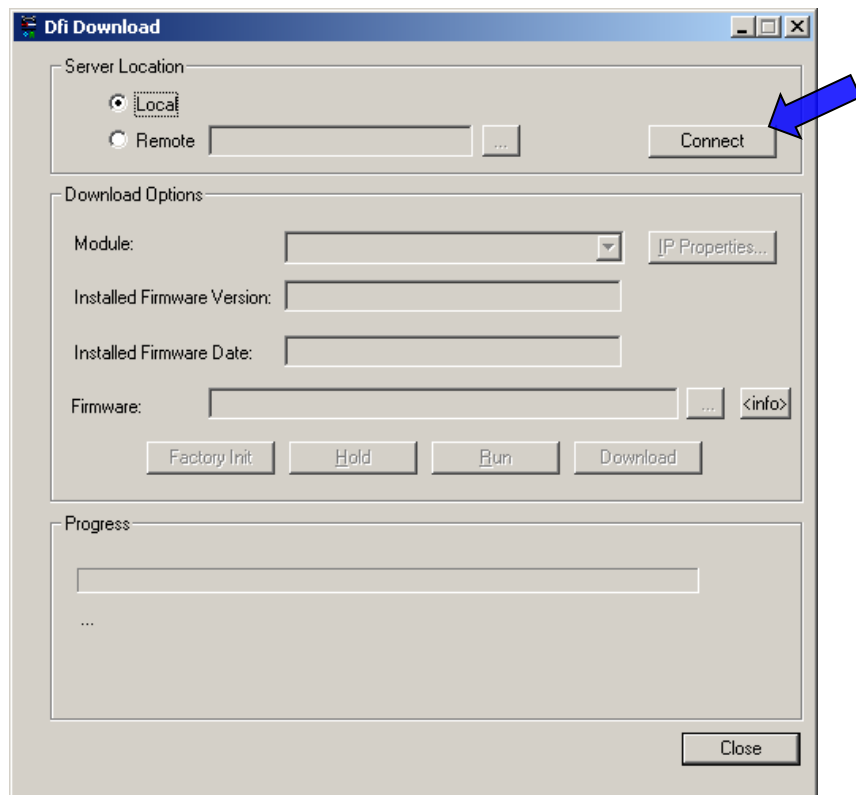 Dfi Download
Server Location
Local
Remote ... Connect
Download Options
Module: IP Properties...
Installed Firmware Version:
Installed Firmware Date:
Firmware: ... <info>
Factory Init Hold Run Download
Progress
...
Close